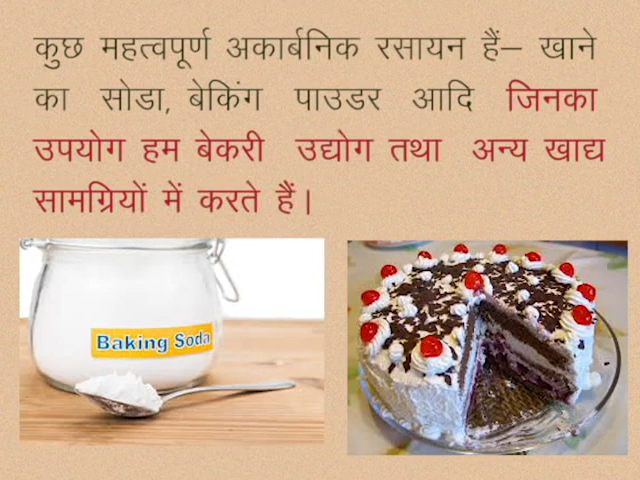 कुछ महत्वपूर्ण अकार्बनिक रसायन हैं– खाने
का सोडा, बेकिंग पाउडर आदि जिनका
उपयोग हम बेकरी उद्योग तथा अन्य खाद्य
सामग्रियों में करते हैं।
Baking Soda